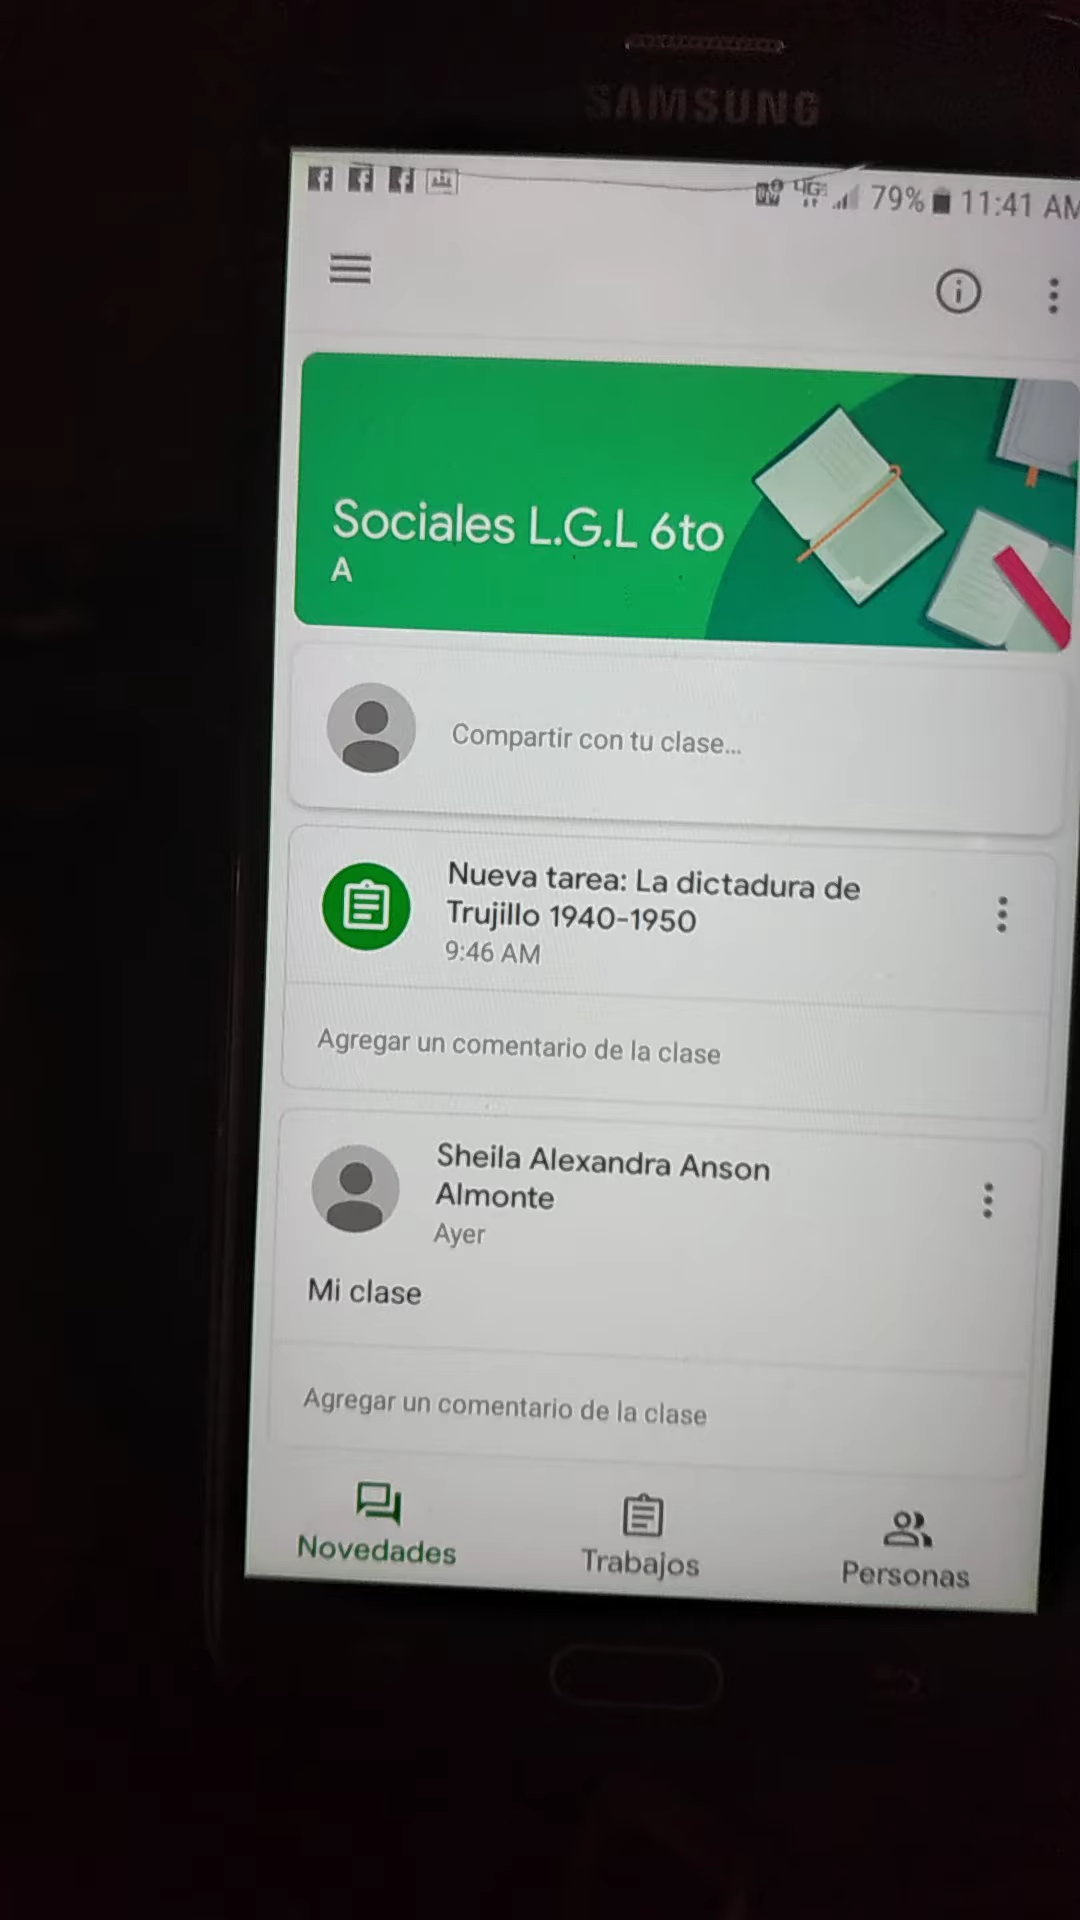 SAMSUNG
79% 11:41 AM
Sociales L.G.L 6to
A
Compartir con tu clase...
Nueva tarea: La dictadura de
Trujillo 1940-1950
9:46 AM
Agregar un comentario de la clase
Sheila Alexandra Anson
Almonte
Ayer
Mi clase
Agregar un comentario de la clase
Novedades
Trabajos
Personas